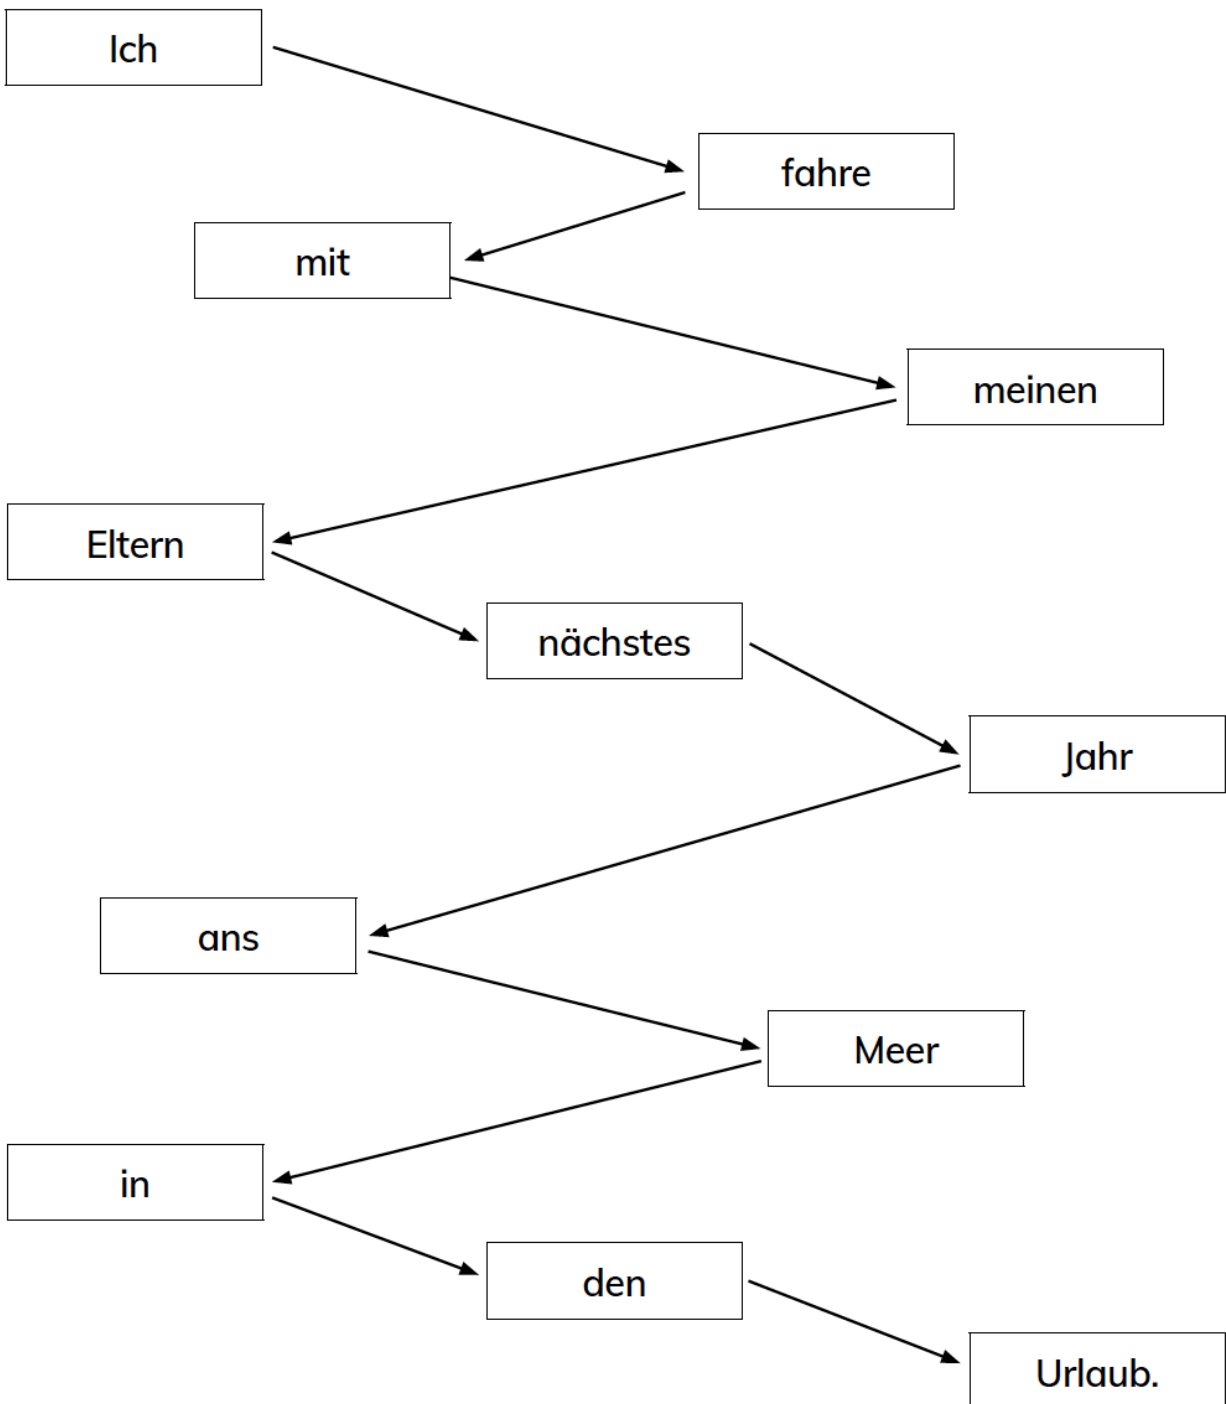 Ich
fahre
mit
meinen
Eltern
nächstes
Jahr
ans
Meer
in
den
Urlaub.